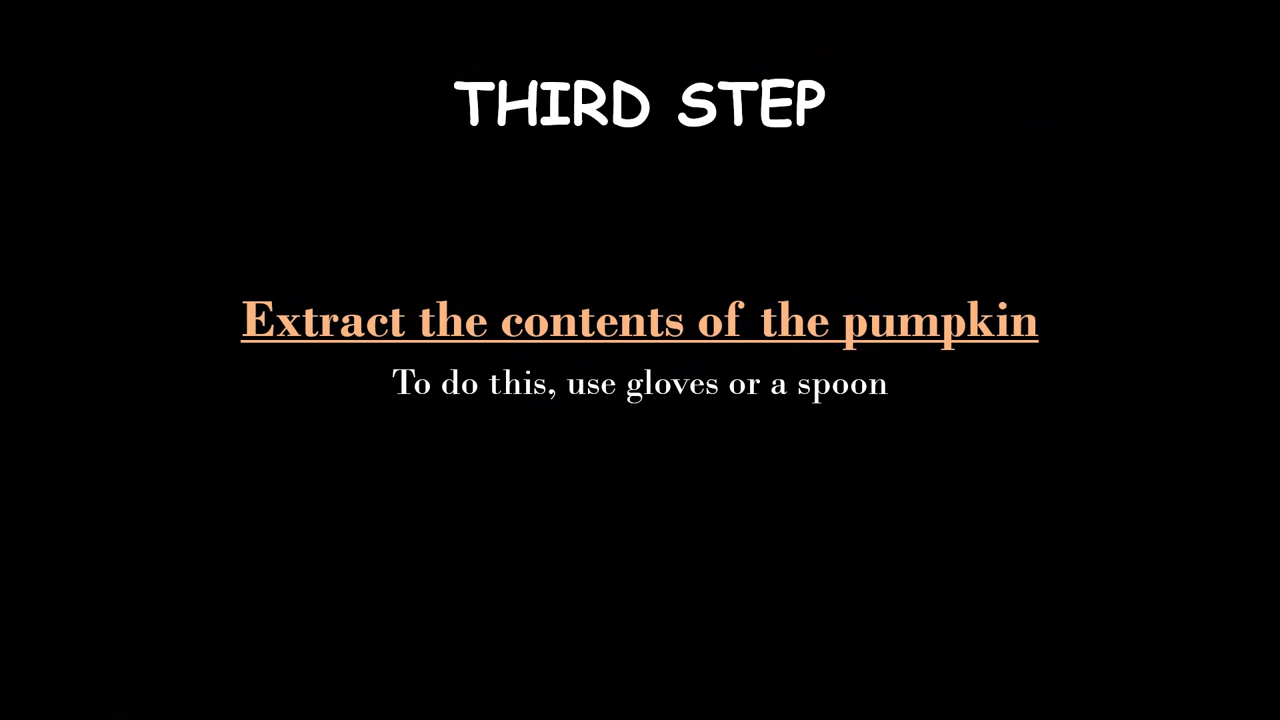 THIRD STEP
Extract the contents of the pumpkin
To do this, use gloves or a spoon